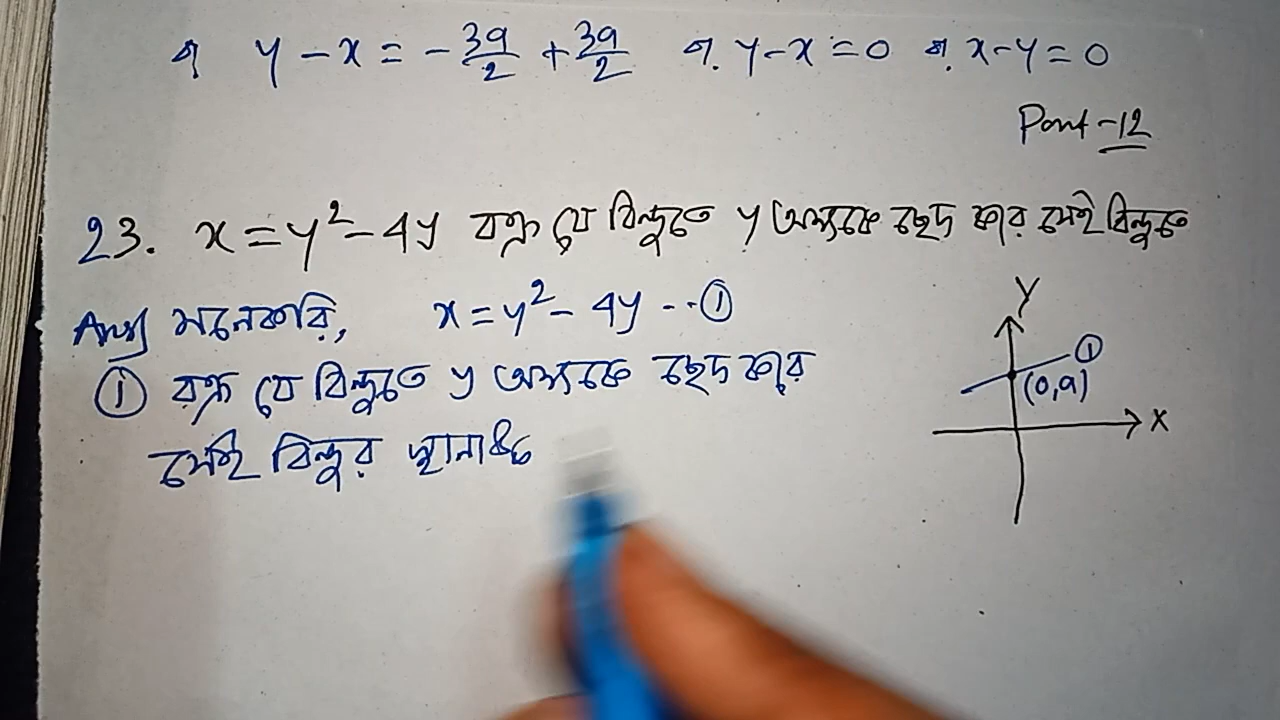 বা y - x = - 3a/2 + 3a/2 বা. y - x = 0 বা. x - y = 0
Part - 12
23. x = y² - 4y বক্র যে বিন্দুতে y অক্ষকে ছেদ করে সেই বিন্দুতে
Ans/ মনেকরি, x = y² - 4y -- ①
① বক্র যে বিন্দুতে y অক্ষকে ছেদ করে
সেই বিন্দুর স্থানাঙ্ক
Y
①
(0,a)
X